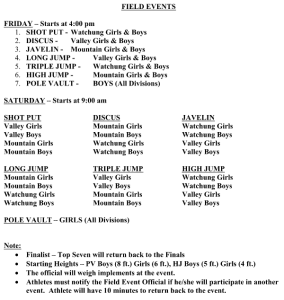 FIELD EVENTS
FRIDAY – Starts at 4:00 pm
1. SHOT PUT - Watchung Girls & Boys
2. DISCUS - Valley Girls & Boys
3. JAVELIN - Mountain Girls & Boys
4. LONG JUMP - Valley Girls & Boys
5. TRIPLE JUMP - Watchung Girls & Boys
6. HIGH JUMP - Mountain Girls & Boys
7. POLE VAULT - BOYS (All Divisions)
SATURDAY – Starts at 9:00 am
SHOT PUT DISCUS JAVELIN
Valley Girls Mountain Girls Watchung Girls
Valley Boys Mountain Boys Watchung Boys
Mountain Girls Watchung Girls Valley Girls
Mountain Boys Watchung Boys Valley Boys
LONG JUMP TRIPLE JUMP HIGH JUMP
Mountain Girls Valley Girls Watchung Girls
Mountain Boys Valley Boys Watchung Boys
Watchung Girls Mountain Girls Valley Girls
Watchung Boys Mountain Boys Valley Boys
POLE VAULT – GIRLS (All Divisions)
Note:
• Finalist – Top Seven will return back to the Finals
• Starting Heights – PV Boys (8 ft.) Girls (6 ft.), HJ Boys (5 ft.) Girls (4 ft.)
• The official will weigh implements at the event.
• Athletes must notify the Field Event Official if he/she will participate in another
event. Athlete will have 10 minutes to return to the event.